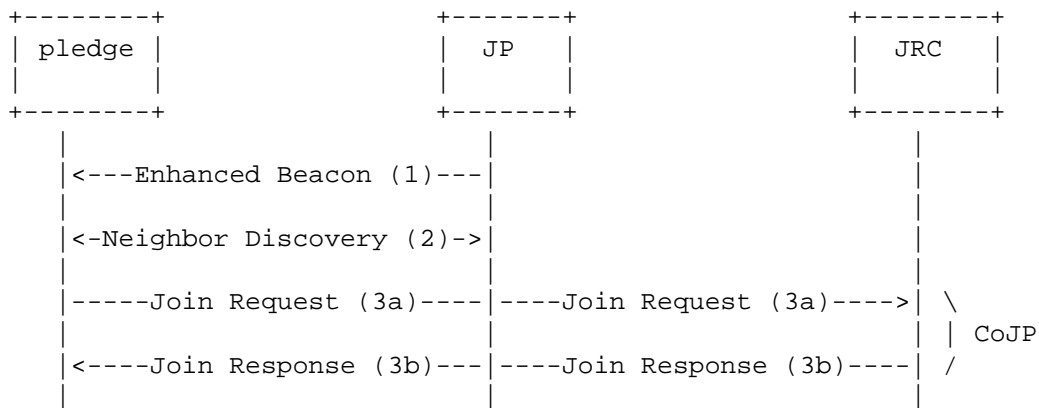 pledge JP JRC
<---Enhanced Beacon (1)---
<-Neighbor Discovery (2)->
-----Join Request (3a)----|----Join Request (3a)----> \
| CoJP
<----Join Response (3b)---|----Join Response (3b)----| /